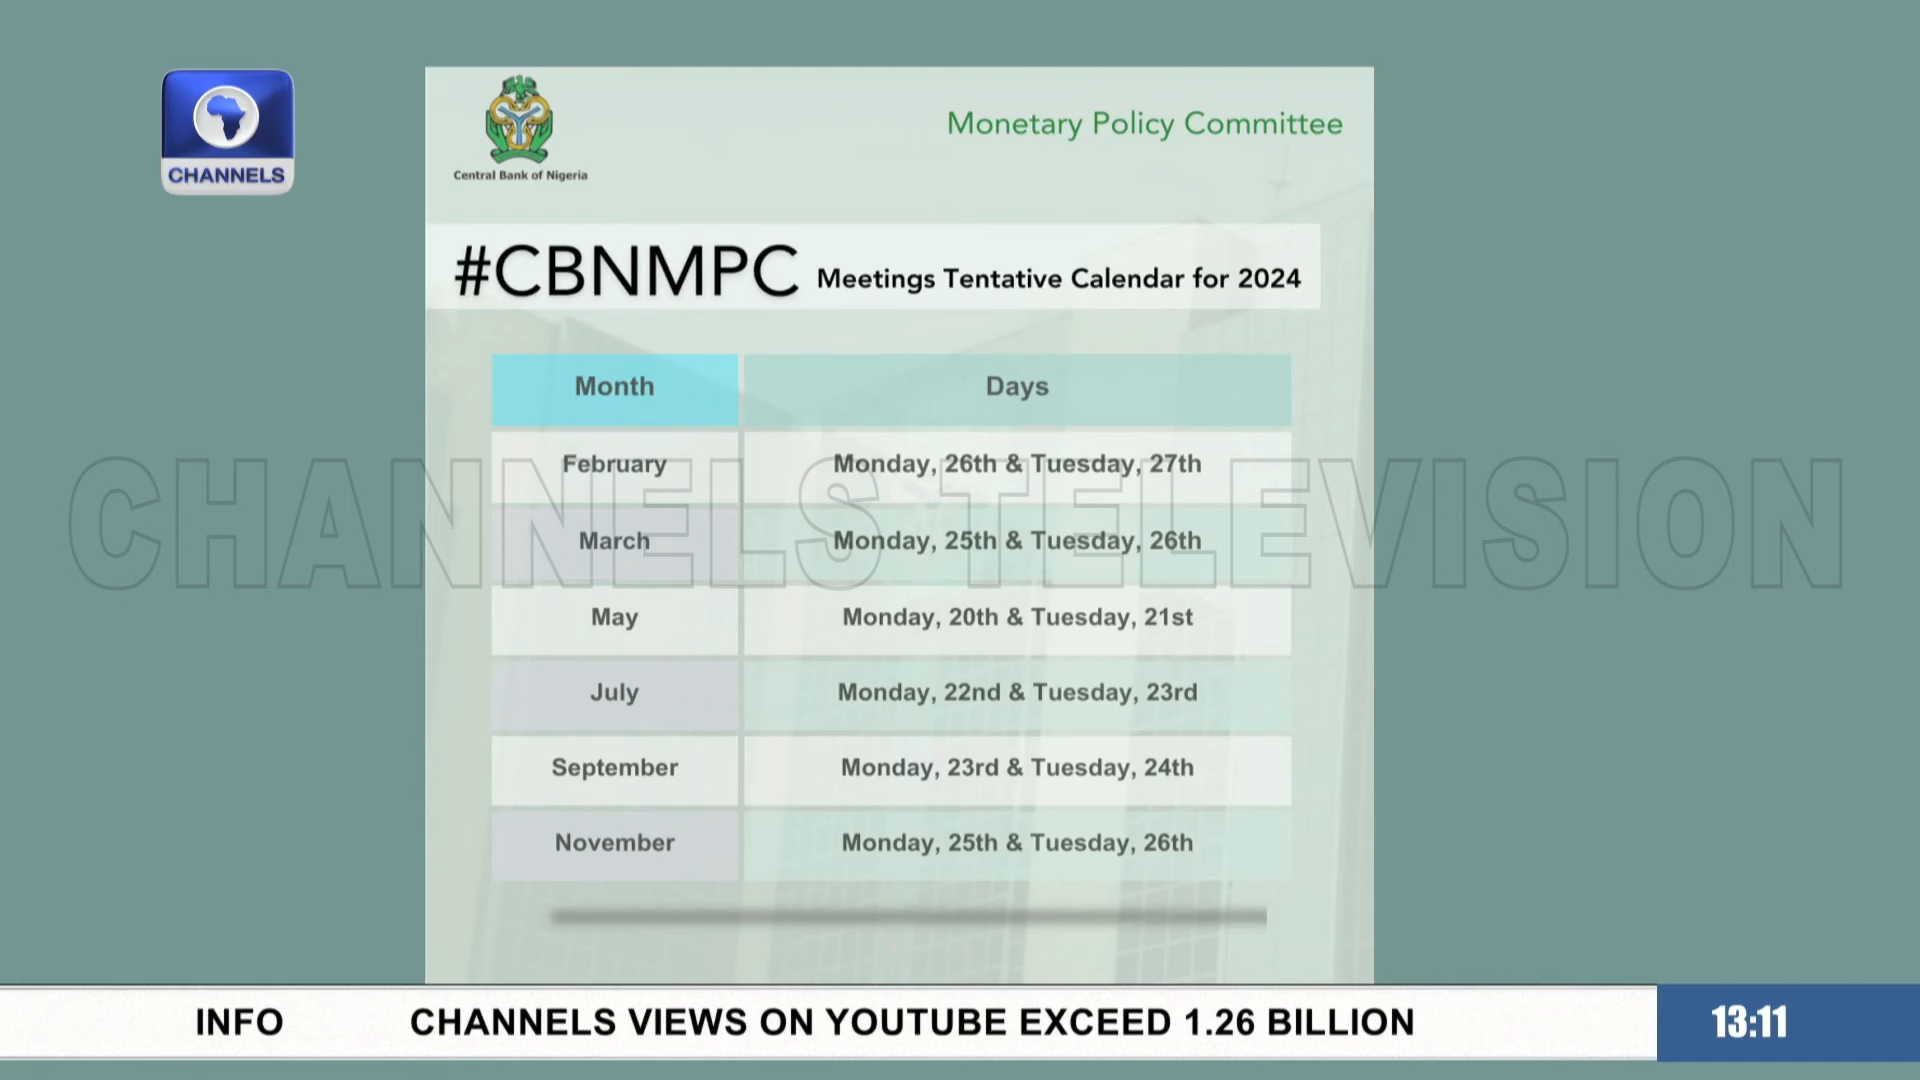 CHANNELS
Central Bank of Nigeria
Monetary Policy Committee
#CBNMPC Meetings Tentative Calendar for 2024
Month Days
February Monday, 26th & Tuesday, 27th
CHANNELS TELEVISION
March Monday, 25th & Tuesday, 26th
May Monday, 20th & Tuesday, 21st
July Monday, 22nd & Tuesday, 23rd
September Monday, 23rd & Tuesday, 24th
November Monday, 25th & Tuesday, 26th
INFO CHANNELS VIEWS ON YOUTUBE EXCEED 1.26 BILLION 13:11